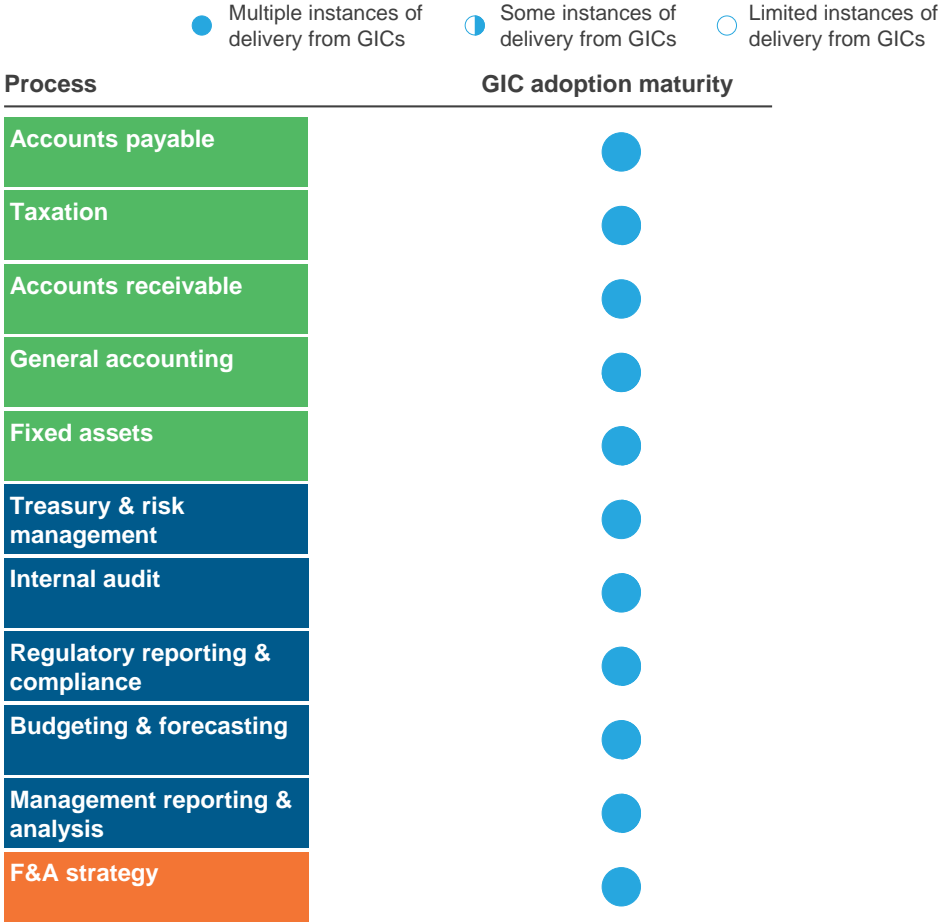 Multiple instances of
delivery from GICs
Some instances of
delivery from GICs
Limited instances of
delivery from GICs
Process
GIC adoption maturity
Accounts payable
Taxation
Accounts receivable
General accounting
Fixed assets
Treasury & risk
management
Internal audit
Regulatory reporting &
compliance
Budgeting & forecasting
Management reporting &
analysis
F&A strategy